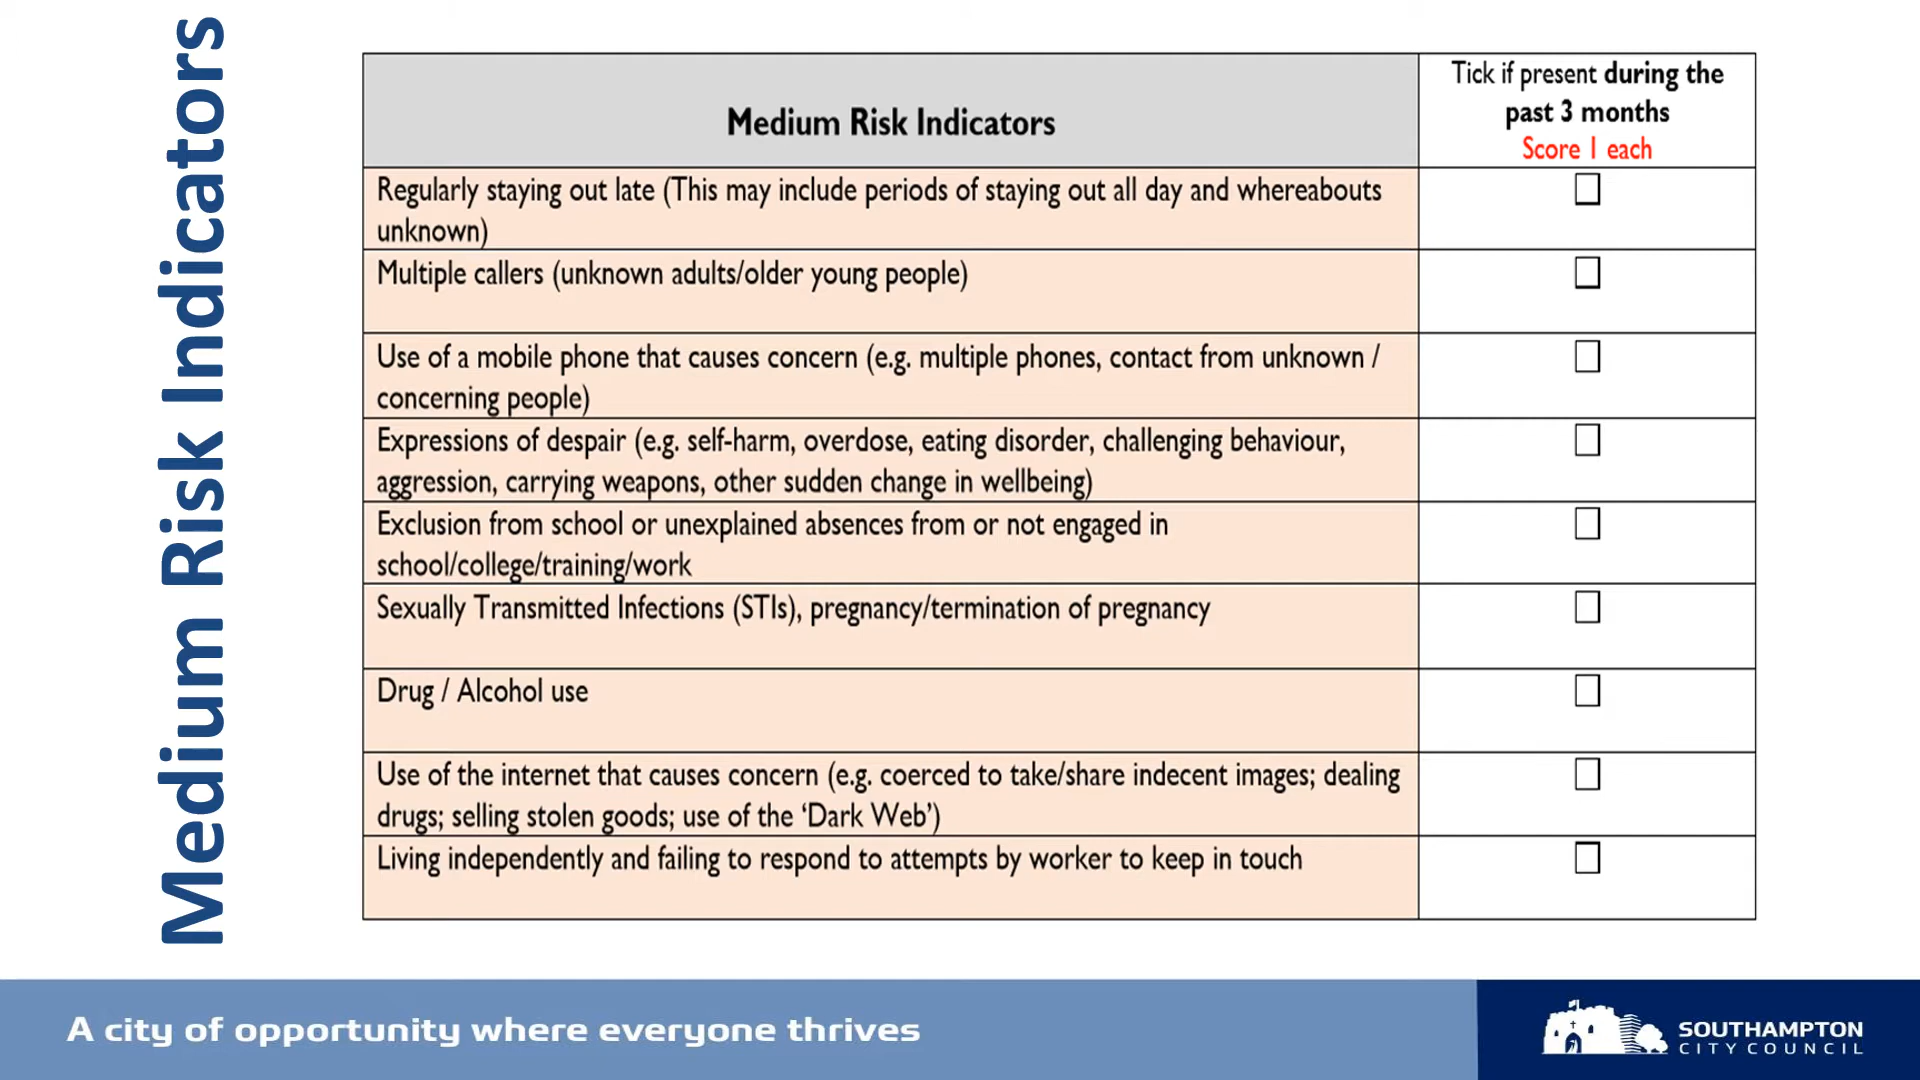 Medium Risk Indicators
Medium Risk Indicators
Tick if present during the
past 3 months
Score 1 each
Regularly staying out late (This may include periods of staying out all day and whereabouts
unknown)
Multiple callers (unknown adults/older young people)
Use of a mobile phone that causes concern (e.g. multiple phones, contact from unknown /
concerning people)
Expressions of despair (e.g. self-harm, overdose, eating disorder, challenging behaviour,
aggression, carrying weapons, other sudden change in wellbeing)
Exclusion from school or unexplained absences from or not engaged in
school/college/training/work
Sexually Transmitted Infections (STIs), pregnancy/termination of pregnancy
Drug / Alcohol use
Use of the internet that causes concern (e.g. coerced to take/share indecent images; dealing
drugs; selling stolen goods; use of the ‘Dark Web’)
Living independently and failing to respond to attempts by worker to keep in touch
A city of opportunity where everyone thrives
SOUTHAMPTON
CITY COUNCIL